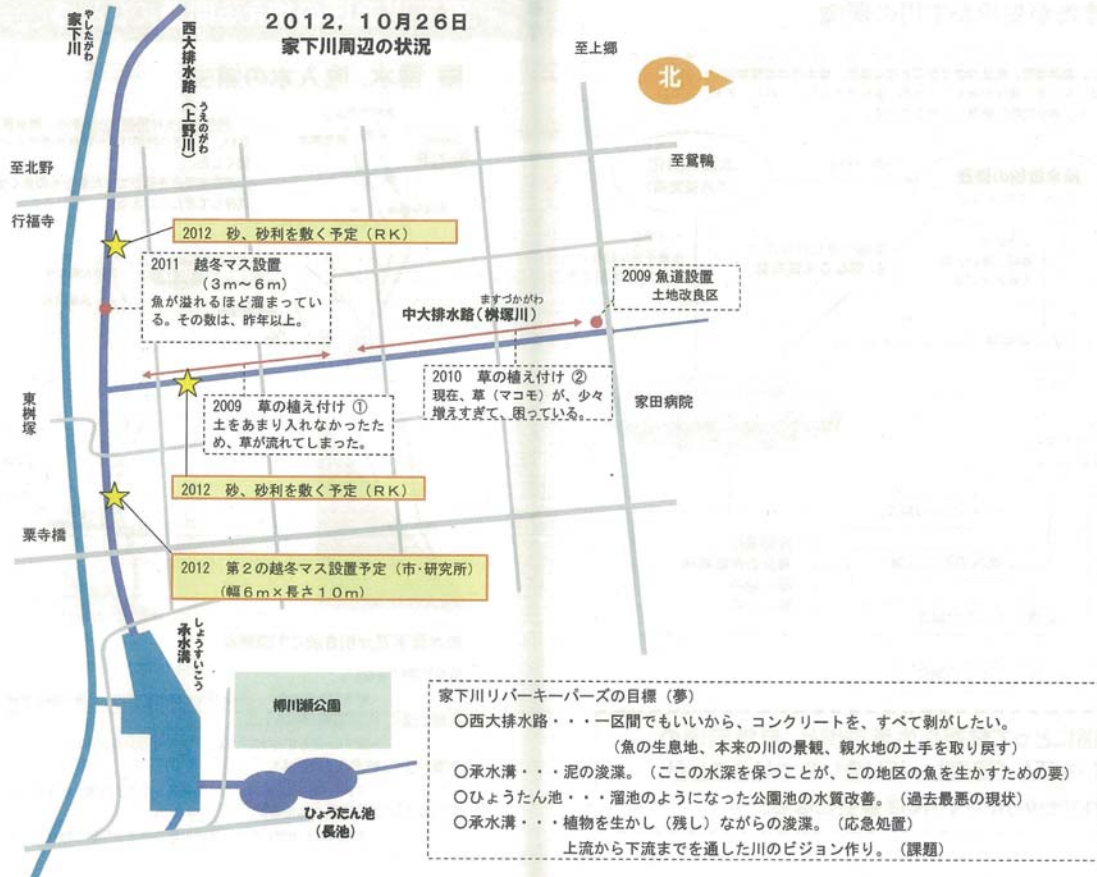 2012，10月26日
家下川周辺の状況
やしたがわ
家下川
西大排水路（上野川）
うえのがわ
至上郷
北
至北野
至鴛鴨
行福寺
2012 砂、砂利を敷く予定（RK）
2011 越冬マス設置
（3m～6m）
魚が溢れるほど溜まってい
る。その数は、昨年以上。
ますづかがわ
中大排水路（桝塚川）
2009 魚道設置
土地改良区
2009 草の植え付け ①
土をあまり入れなかったた
め、草が流れてしまった。
2010 草の植え付け ②
現在、草（マコモ）が、少々
増えすぎて、困っている。
家田病院
東桝塚
2012 砂、砂利を敷く予定（RK）
栗寺橋
2012 第2の越冬マス設置予定（市・研究所）
（幅6m×長さ10m）
しょうすいこう
承水溝
柳川瀬公園
ひょうたん池
（長池）
家下川リバーキーパーズの目標（夢）
○西大排水路・・・一区間でもいいから、コンクリートを、すべて剥がしたい。
（魚の生息地、本来の川の景観、親水地の土手を取り戻す）
○承水溝・・・泥の浚渫。（ここの水深を保つことが、この地区の魚を生かすための要）
○ひょうたん池・・・溜池のようになった公園池の水質改善。（過去最悪の現状）
○承水溝・・・植物を生かし（残し）ながらの浚渫。（応急処置）
上流から下流までを通した川のビジョン作り。（課題）